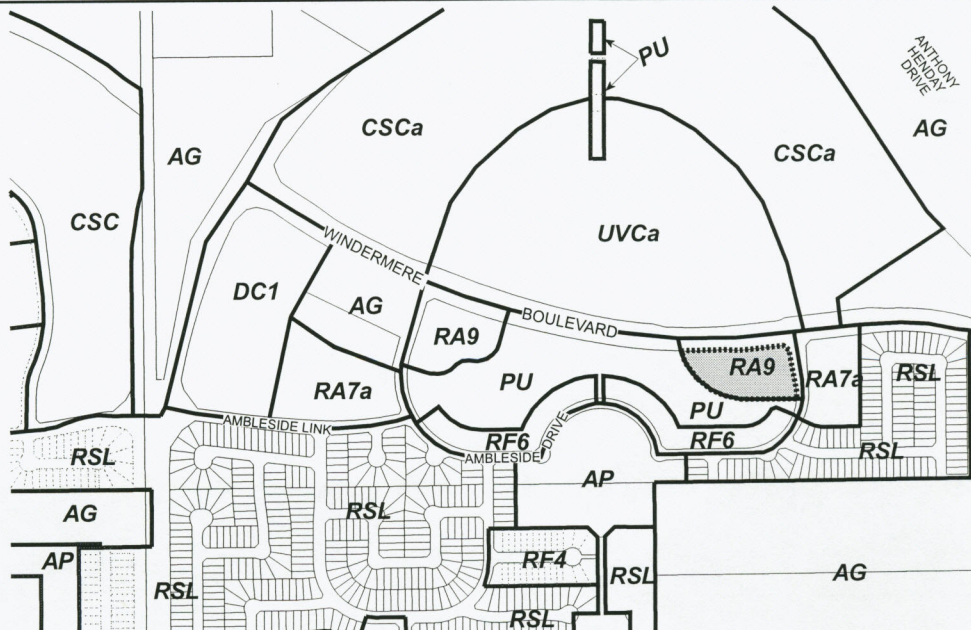 PU
ANTHONY
HENDAY
DRIVE
CSCa
AG
AG
CSCa
CSC
UVCa
WINDERMERE
DC1
AG
BOULEVARD
RA9
RA9
RA7a
RSL
PU
RA7a
PU
AMBLESIDE LINK
RF6
AMBLESIDE DRIVE
RF6
RSL
RSL
AP
AG
RSL
AP
RF4
RSL
AG
RSL
RSL